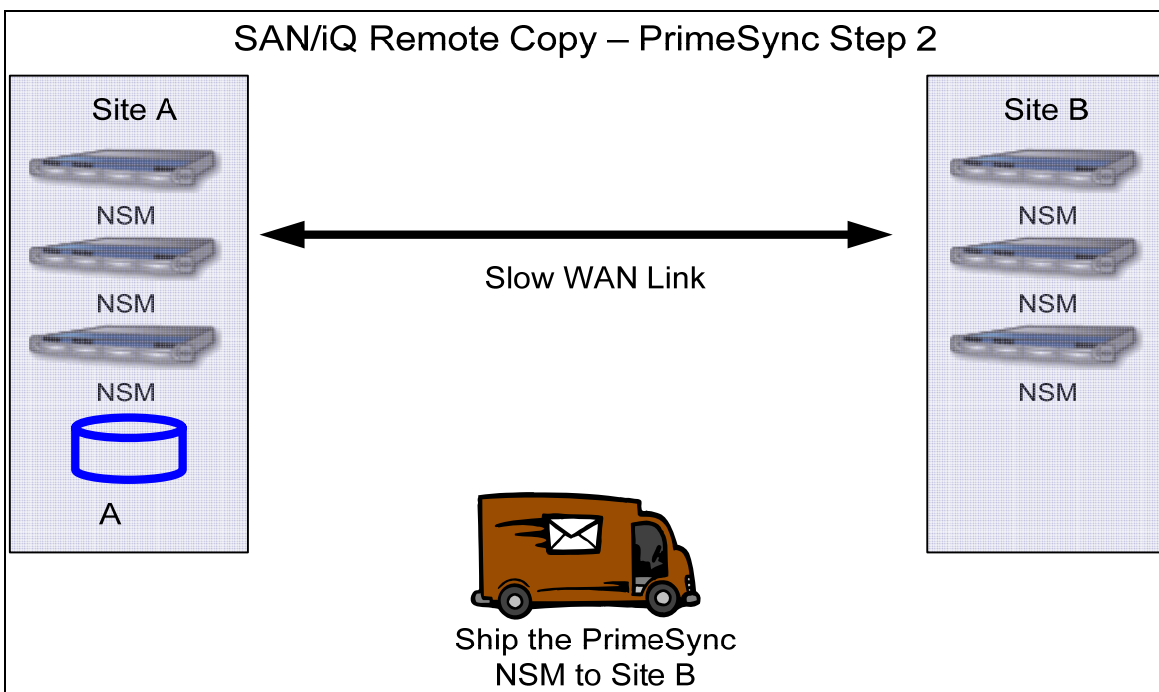 SAN/iQ Remote Copy – PrimeSync Step 2
Site A
NSM
NSM
NSM
A
Slow WAN Link
Site B
NSM
NSM
NSM
Ship the PrimeSync
NSM to Site B